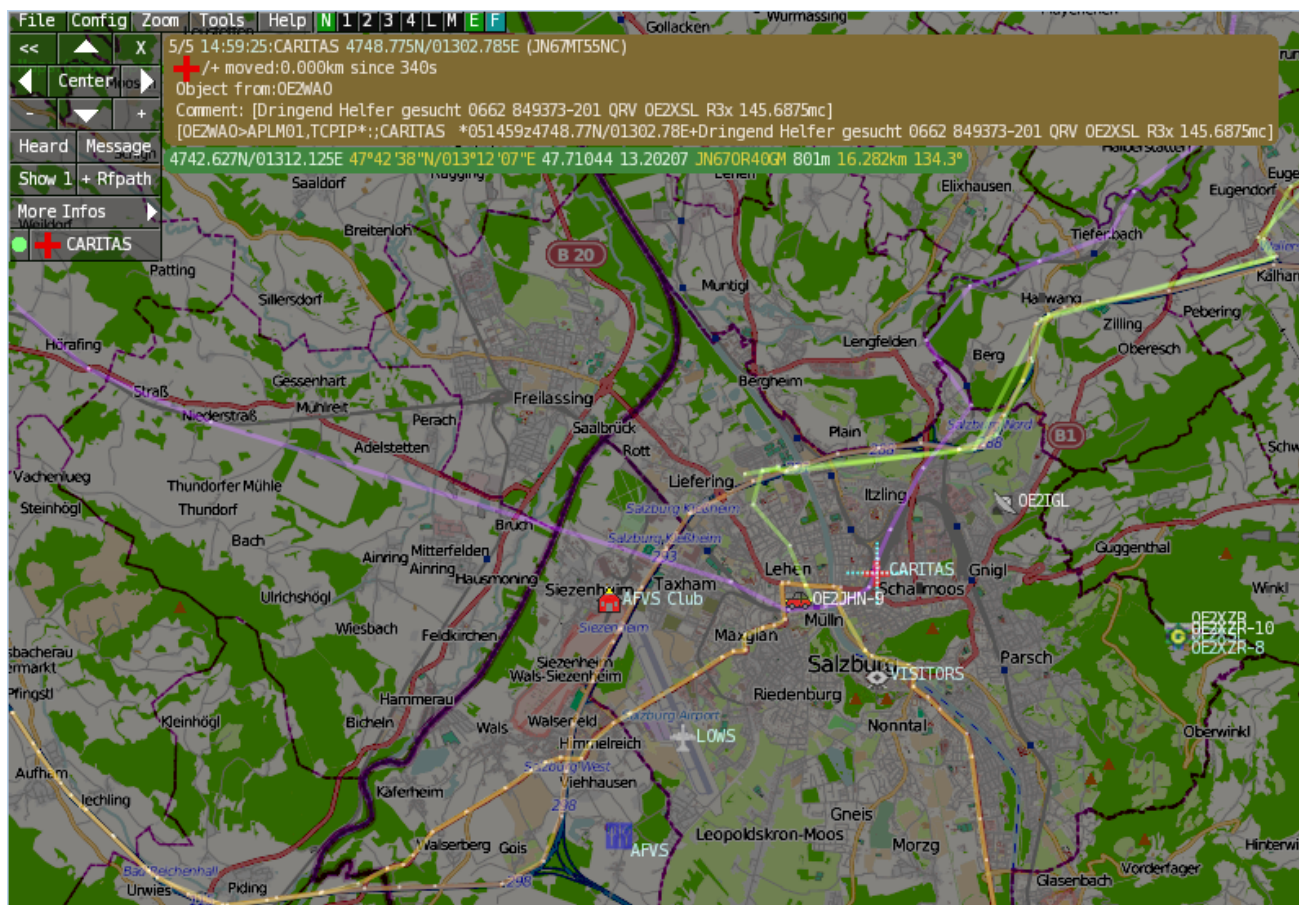 File Config Zoom Tools Help N 1 2 3 4 L M E F
Gollacken
<< X
Center
- +
Heard Message
Show 1 + Rfpath
More Infos
CARITAS
5/5 14:59:25:CARITAS 4748.775N/01302.785E (JN67MT55NC)
/+ moved:0.000km since 340s
Object from:OE2WAO
Comment: [Dringend Helfer gesucht 0662 849373-201 QRV OE2XSL R3x 145.6875mc]
[OE2WAO>APLM01,TCPIP*:;CARITAS *051459z4748.77N/01302.78E+Dringend Helfer gesucht 0662 849373-201 QRV OE2XSL R3x 145.6875mc]
4742.627N/01312.125E 47°42'38"N/013°12'07"E 47.71044 13.20207 JN67OR40GM 801m 16.282km 134.3°
Saaldorf
Elixhausen
Eugendorf
Breitenloh
Tiefenbach
B 20
Patting
Sillersdorf
Muntigl
Hallwang
Zilling
Pebering
Oberesch
Hörafing
Lengfelden
Berg
Straß
Gessenhart
Mühlreit
Niederstraß
Perach
Freilassing
Bergheim
Saalbrück
Adelstetten
Rott
Plain
288
Salzburg Nord
288
B1
Vachenlueg
Thundorfer Mühle
Steinhögl
Thundorf
Liefering
Itzling
OE2IGL
Salzburg Kleßheim
Bruch
Bach
Salzburg Kleßheim
293
Mitterfelden
Ainring
Ainring
Hausmoning
Guggenthal
Lehen
CARITAS
Gnigl
Winkl
Siezenheim
Taxham
Schallmoos
Ulrichshögl
AFVS Club
OE2JHN-9
Mülln
Wiesbach
Feldkirchen
Siezenheim
Maxglan
OE2XZR
OE2XZR-10
OE2XZR-8
Siezenheim
Wals-Siezenheim
Salzburg
Parsch
VISITORS
Pfingstl
Hammerau
Riedenburg
Kleinhögl
Bicheln
Wals
Walserfeld
Salzburg Airport
Nonntal
Oberwinkl
Himmelreich
LOWS
Salzburg West
Aufham
Viehhausen
Jechling
Käferheim
298
Gneis
Leopoldskron-Moos
Walserberg
Gois
AFVS
Morzg
Bad Reichenhall
298
Vorderfager
Urwies
Piding
Glasenbach